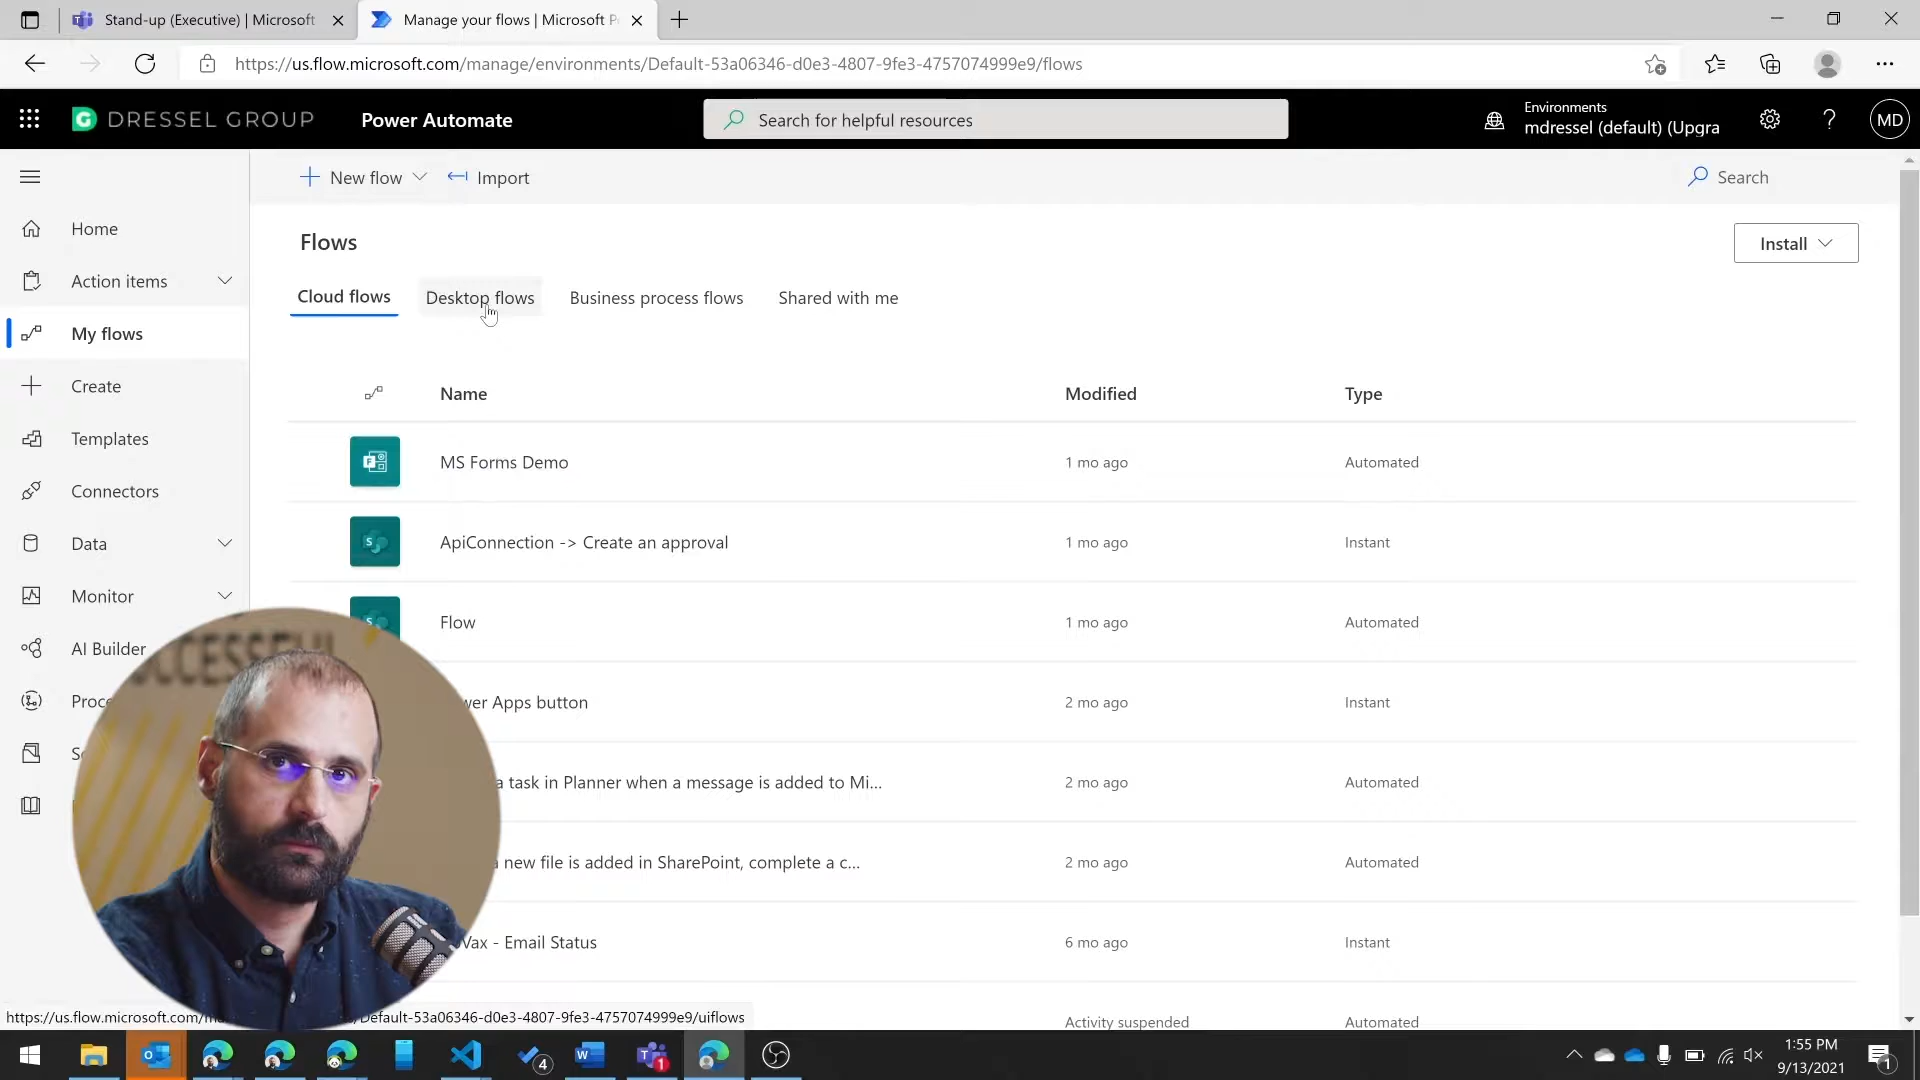 Stand-up (Executive) | Microsoft
Manage your flows | Microsoft P
https://us.flow.microsoft.com/manage/environments/Default-53a06346-d0e3-4807-9fe3-4757074999e9/flows
DRESSEL GROUP
Power Automate
Search for helpful resources
Environments
mdressel (default) (Upgra
MD
New flow
Import
Search
Home
Action items
My flows
Create
Templates
Connectors
Data
Monitor
AI Builder
Flows
Install
Cloud flows
Desktop flows
Business process flows
Shared with me
Name
Modified
Type
MS Forms Demo
1 mo ago
Automated
ApiConnection -> Create an approval
1 mo ago
Instant
Flow
1 mo ago
Automated
wer Apps button
2 mo ago
Instant
a task in Planner when a message is added to Mi...
2 mo ago
Automated
new file is added in SharePoint, complete a c...
2 mo ago
Automated
Vax - Email Status
6 mo ago
Instant
Activity suspended
Automated
https://us.flow.microsoft.com/m
Default-53a06346-d0e3-4807-9fe3-4757074999e9/uiflows
4
1
1:55 PM
9/13/2021
1